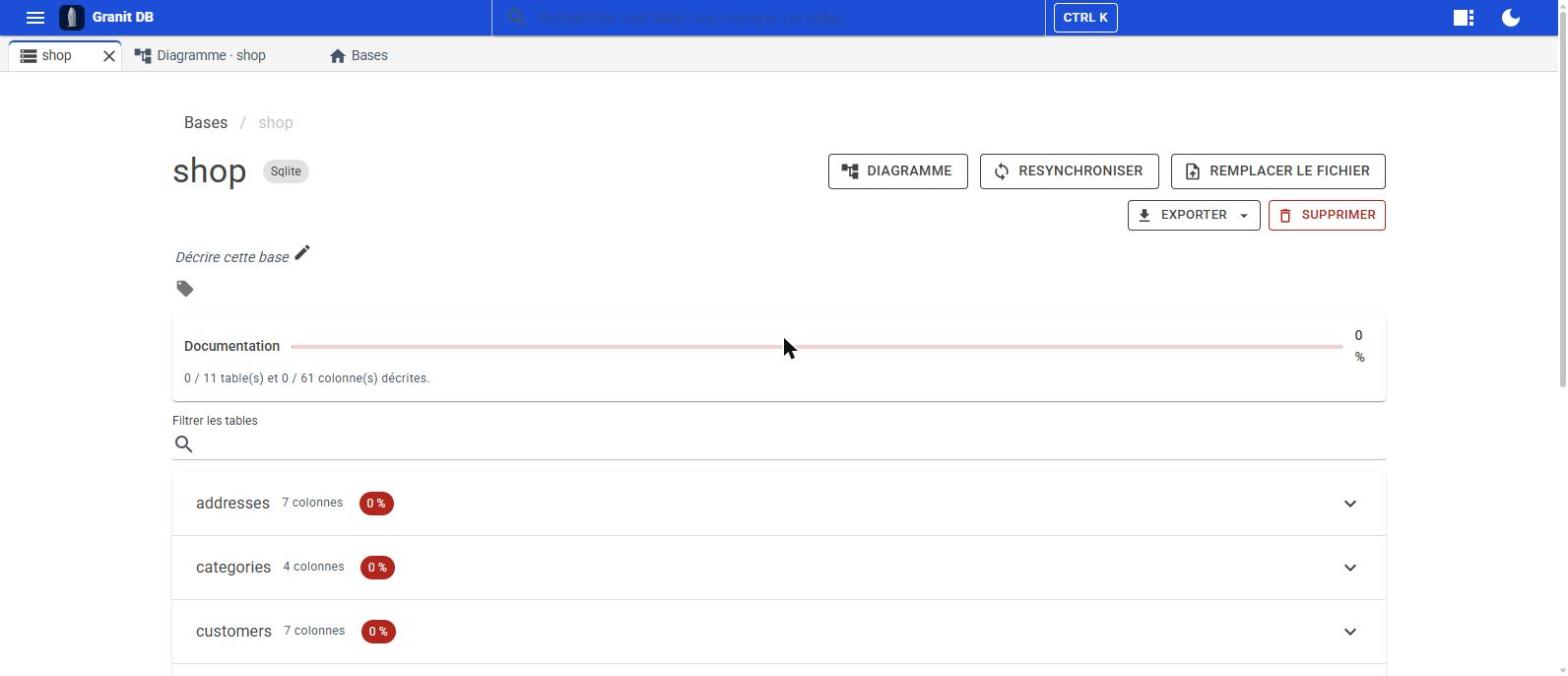 Granit DB
Rechercher une table, une colonne, un index...
CTRL K
shop
Diagramme - shop
Bases
Bases / shop
shop
Sqlite
DIAGRAMME
RESYNCHRONISER
REMPLACER LE FICHIER
EXPORTER
SUPPRIMER
Décrire cette base
Documentation
0
%
0 / 11 table(s) et 0 / 61 colonne(s) décrites.
Filtrer les tables
addresses 7 colonnes 0 %
categories 4 colonnes 0 %
customers 7 colonnes 0 %